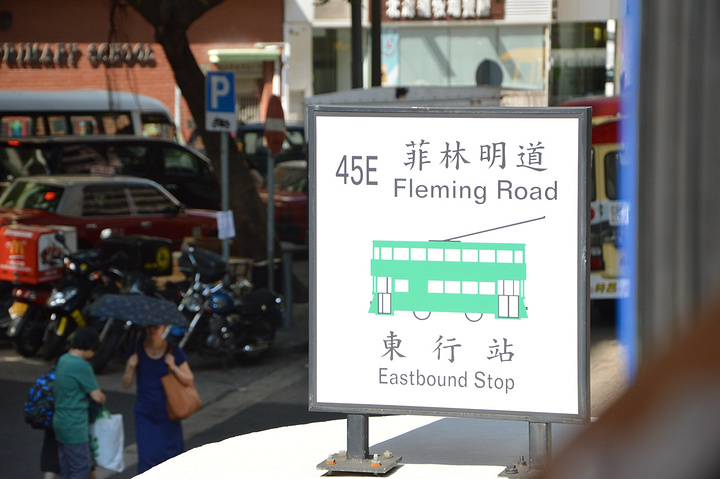 PRIMARY SCHOOL
P
45E
菲林明道
Fleming Road
東行站
Eastbound Stop